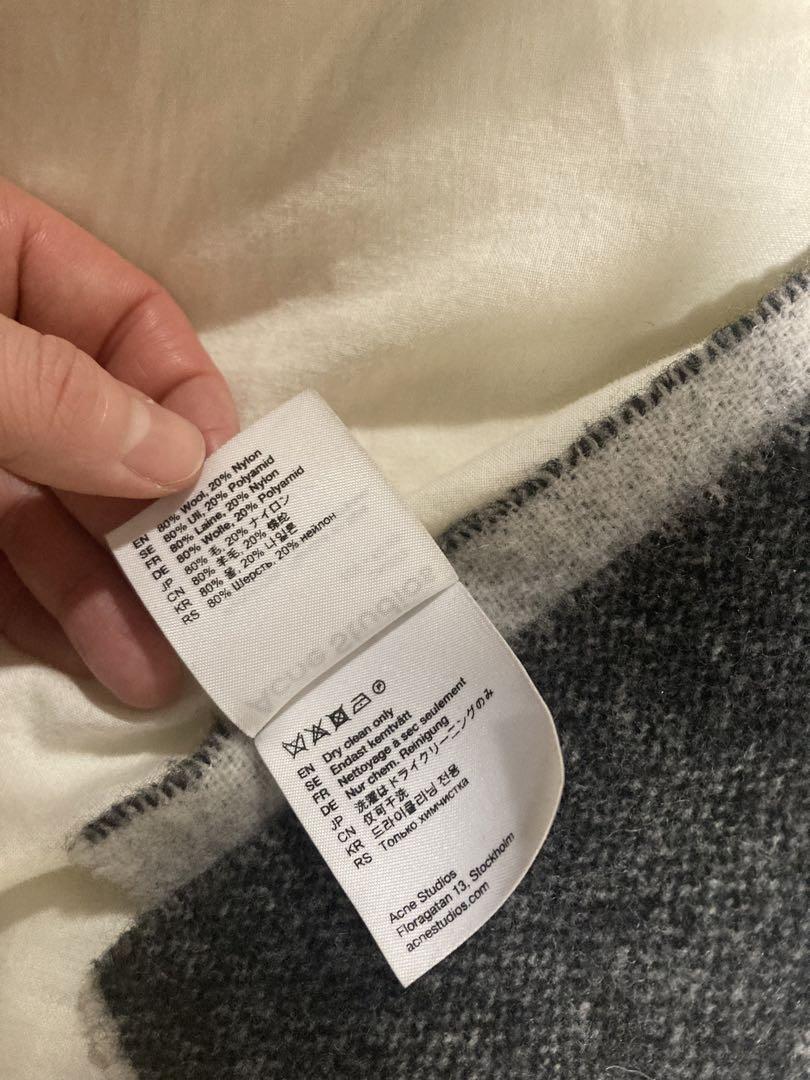 EN 80% Wool, 20% Nylon
SE 80% Ull, 20% Polyamid
FR 80% Laine, 20% Nylon
DE 80% Wolle, 20% Polyamid
JP 80% 毛, 20% ナイロン
CN 80% 羊毛, 20% 锦纶
KR 80% 울, 20% 나일론
RS 80% Шерсть, 20% нейлон
Acne Studios
EN Dry clean only
SE Endast kemtvätt
FR Nettoyage à sec seulement
DE Nur chem. Reinigung
JP 洗濯はドライクリーニングのみ
CN 仅可干洗
KR 드라이클리닝 전용
RS Только химчистка
Acne Studios
Floragatan 13, Stockholm
acnestudios.com